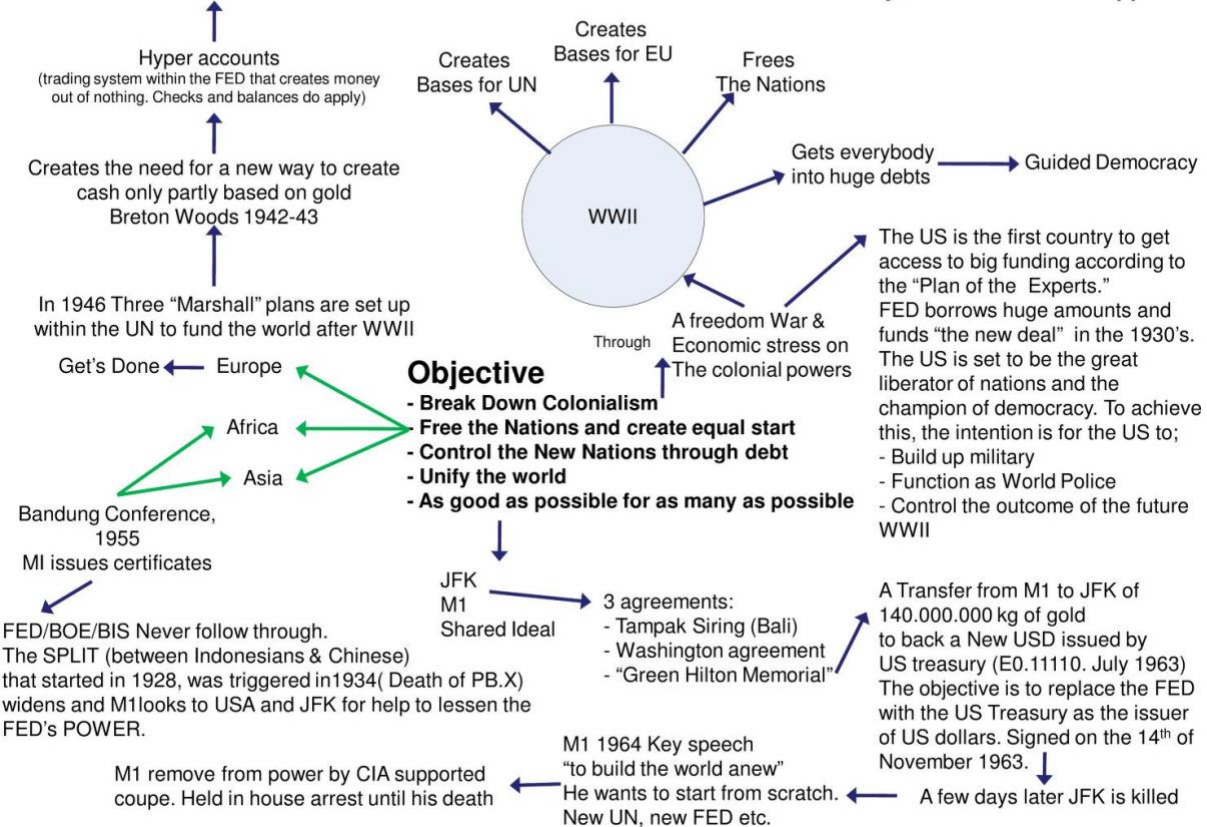 Hyper accounts
(trading system within the FED that creates money
out of nothing. Checks and balances do apply)
Creates the need for a new way to create
cash only partly based on gold
Breton Woods 1942-43
In 1946 Three “Marshall” plans are set up
within the UN to fund the world after WWII
Get's Done
Europe
Africa
Asia
Bandung Conference,
1955
MI issues certificates
FED/BOE/BIS Never follow through.
The SPLIT (between Indonesians & Chinese)
that started in 1928, was triggered in1934( Death of PB.X)
widens and M1looks to USA and JFK for help to lessen the
FED's POWER.
Creates
Bases for UN
Creates
Bases for EU
Frees
The Nations
WWII
Gets everybody
into huge debts
Guided Democracy
Through
A freedom War &
Economic stress on
The colonial powers
Objective
- Break Down Colonialism
- Free the Nations and create equal start
- Control the New Nations through debt
- Unify the world
- As good as possible for as many as possible
The US is the first country to get
access to big funding according to
the “Plan of the Experts.”
FED borrows huge amounts and
funds “the new deal” in the 1930's.
The US is set to be the great
liberator of nations and the
champion of democracy. To achieve
this, the intention is for the US to;
- Build up military
- Function as World Police
- Control the outcome of the future
WWII
JFK
M1
Shared Ideal
3 agreements:
- Tampak Siring (Bali)
- Washington agreement
- “Green Hilton Memorial”
A Transfer from M1 to JFK of
140.000.000 kg of gold
to back a New USD issued by
US treasury (E0.11110. July 1963)
The objective is to replace the FED
with the US Treasury as the issuer
of US dollars. Signed on the 14th of
November 1963.
A few days later JFK is killed
M1 1964 Key speech
“to build the world anew”
He wants to start from scratch.
New UN, new FED etc.
M1 remove from power by CIA supported
coupe. Held in house arrest until his death